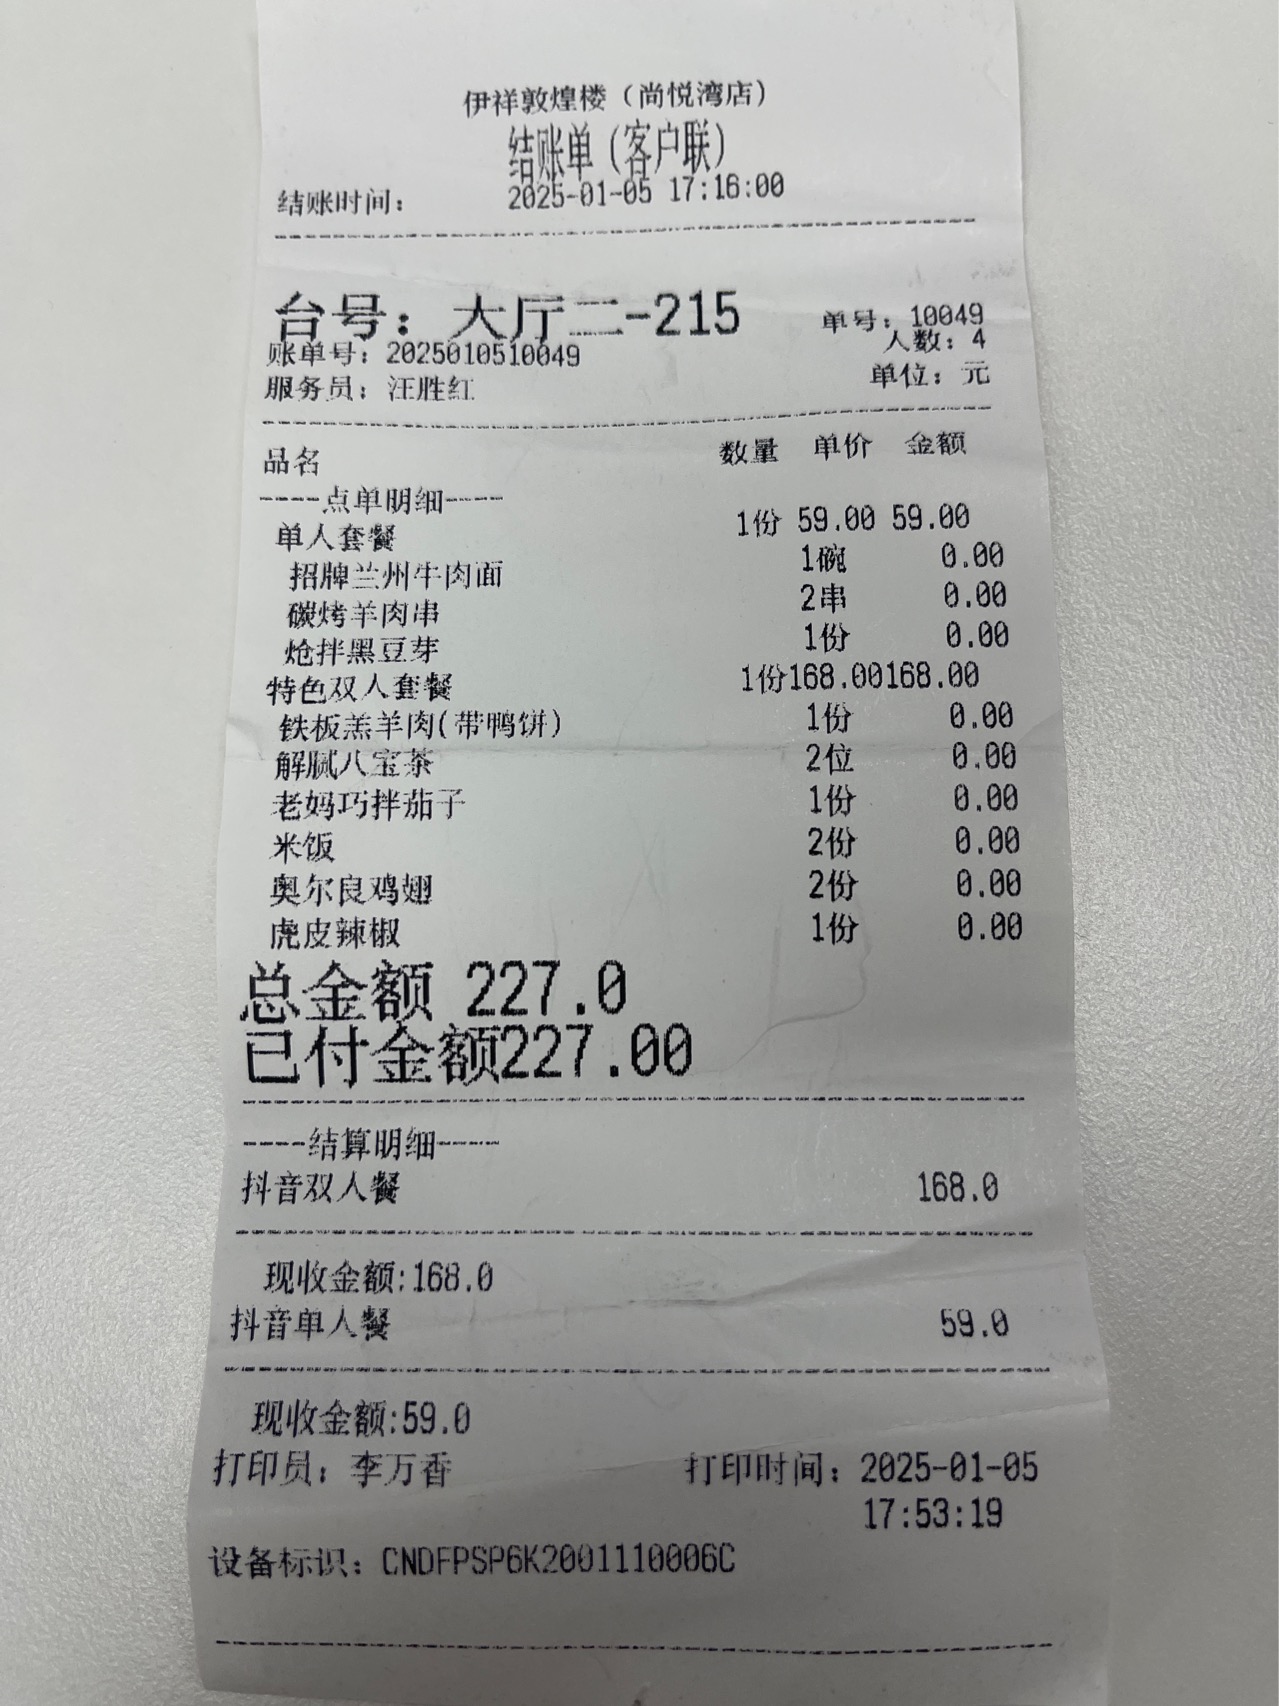 伊祥敦煌楼（尚悦湾店）
结账单（客户联）
结账时间： 2025-01-05 17:16:00
台号：大厅二-215 单号：10049
账单号：2025010510049 人数：4
服务员：汪胜红 单位：元
品名 数量 单价 金额
----点单明细----
单人套餐 1份 59.00 59.00
招牌兰州牛肉面 1碗 0.00
碳烤羊肉串 2串 0.00
炝拌黑豆芽 1份 0.00
特色双人套餐 1份168.00168.00
铁板羔羊肉(带鸭饼) 1份 0.00
解腻八宝茶 2位 0.00
老妈巧拌茄子 1份 0.00
米饭 2份 0.00
奥尔良鸡翅 2份 0.00
虎皮辣椒 1份 0.00
总金额 227.0
已付金额227.00
----结算明细----
抖音双人餐 168.0
现收金额:168.0
抖音单人餐 59.0
现收金额:59.0
打印员：李万香 打印时间：2025-01-05
17:53:19
设备标识：CNDFPSP6K2001110006C